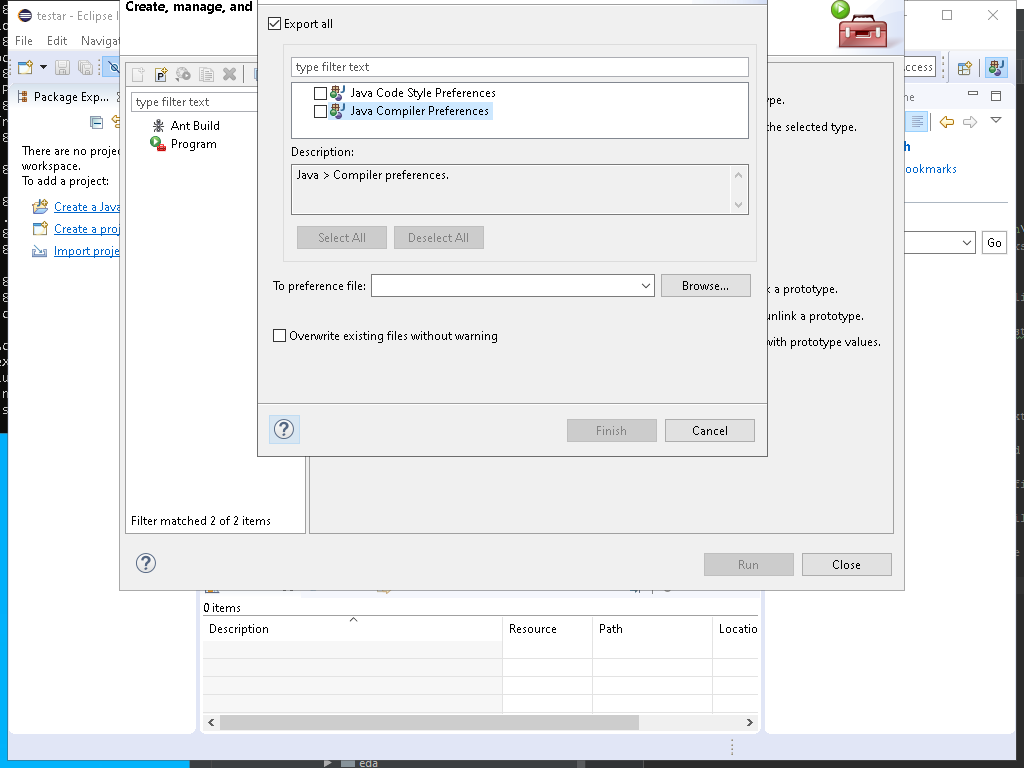 testar - Eclipse I
Create, manage, and
File Edit Navigat
Export all
type filter text
ccess
Package Exp...
type filter text
Java Code Style Preferences
Java Compiler Preferences
ype.
the selected type.
Ant Build
Program
There are no projec
workspace.
To add a project:
Description:
Java > Compiler preferences.
ookmarks
Create a Java
Create a proj
Import proje
Select All
Deselect All
Go
To preference file:
Browse...
k a prototype.
unlink a prototype.
Overwrite existing files without warning
with prototype values.
Finish
Cancel
Filter matched 2 of 2 items
Run
Close
0 items
Description
Resource
Path
Locatio
eda